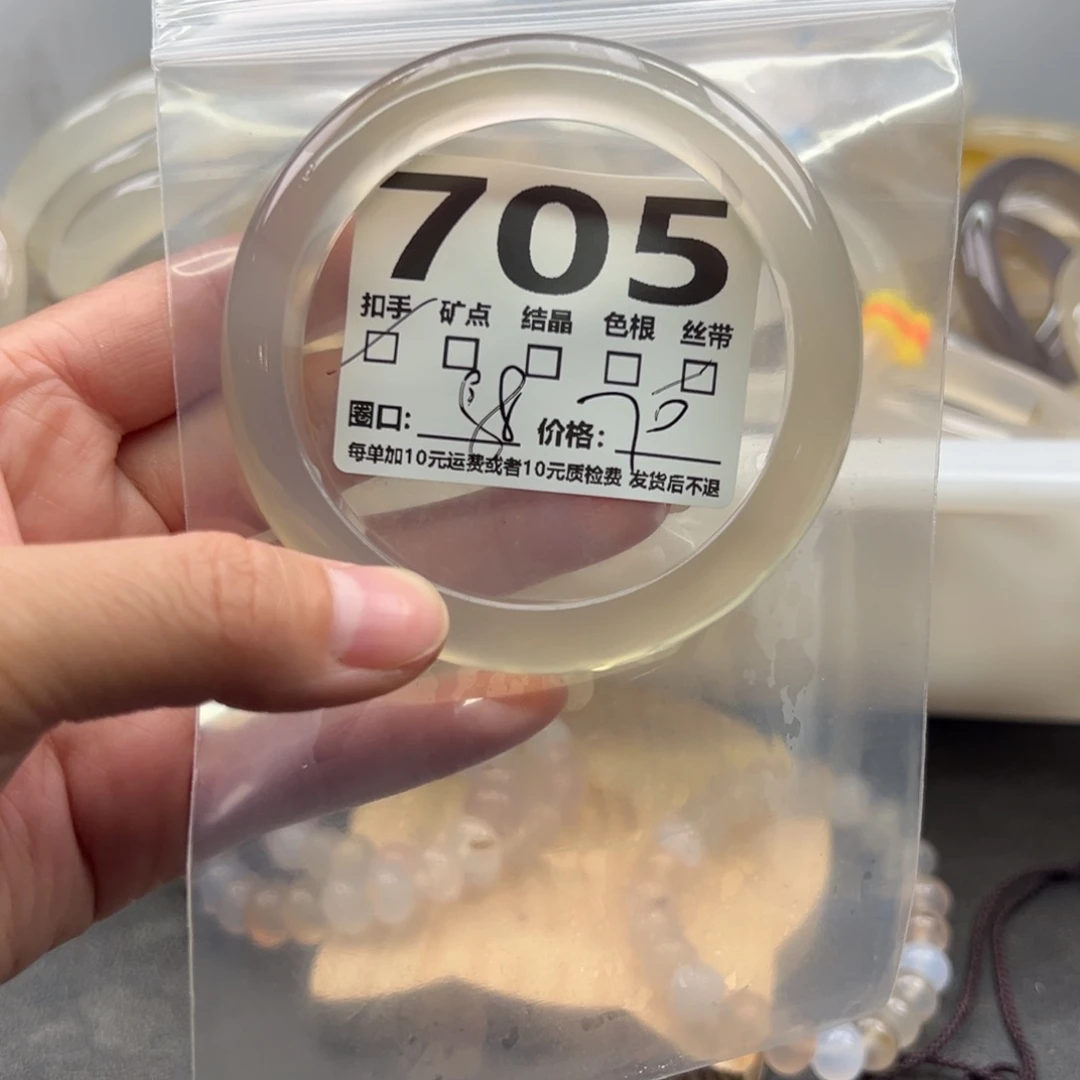 705
扣手 矿点 结晶 色根 丝带
圈口: 58 价格: 70
每单加10元运费或者10元质检费 发货后不退